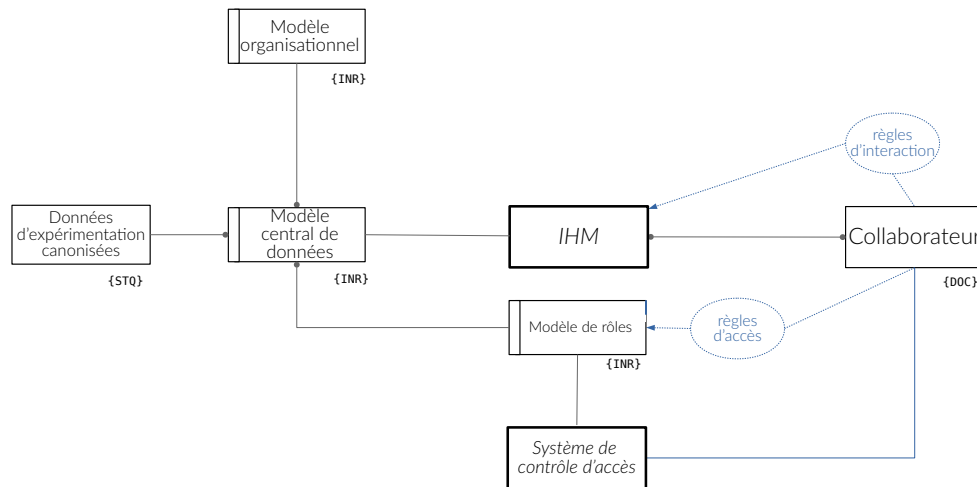 Modèle
organisationnel
{INR}
règles
d'interaction
Données
d'expérimentation
canonisées
{STQ}
Modèle
central de
données
{INR}
IHM
Collaborateur
{DOC}
Modèle de rôles
{INR}
règles
d'accès
Système de
contrôle d'accès